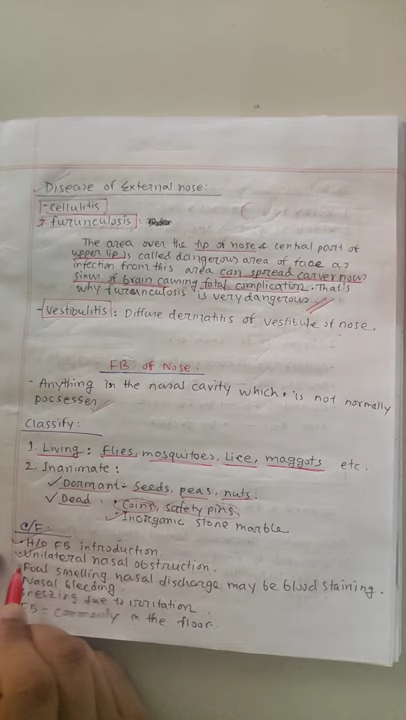 Disease of External nose:
- cellulitis
# furunculosis :
The area over the tip of nose & central part of
upper lip is called dangerous area of face as
infection from this area can spread cavernous
sinus of brain causing fatal complication. That's
why furunculosis is very dangerous
- Vestibulitis : Diffuse dermatitis of vestibule of nose.
FB: of Nose:
- Anything in the nasal cavity which is not normally
possesses
Classify:
1. Living: flies, mosquitoes, Lice, maggots etc.
2. Inanimate:
✓ Dormant - Seeds, peas, nuts.
✓ Dead: • Coins, safety pins.
• Inorganic stone marble
C/F:
• H/O FB introduction.
Unilateral nasal obstruction.
Foal smelling nasal discharge may be blood staining.
Nasal bleeding
Sneezing due to irritation.
FB = commonly in the floor.